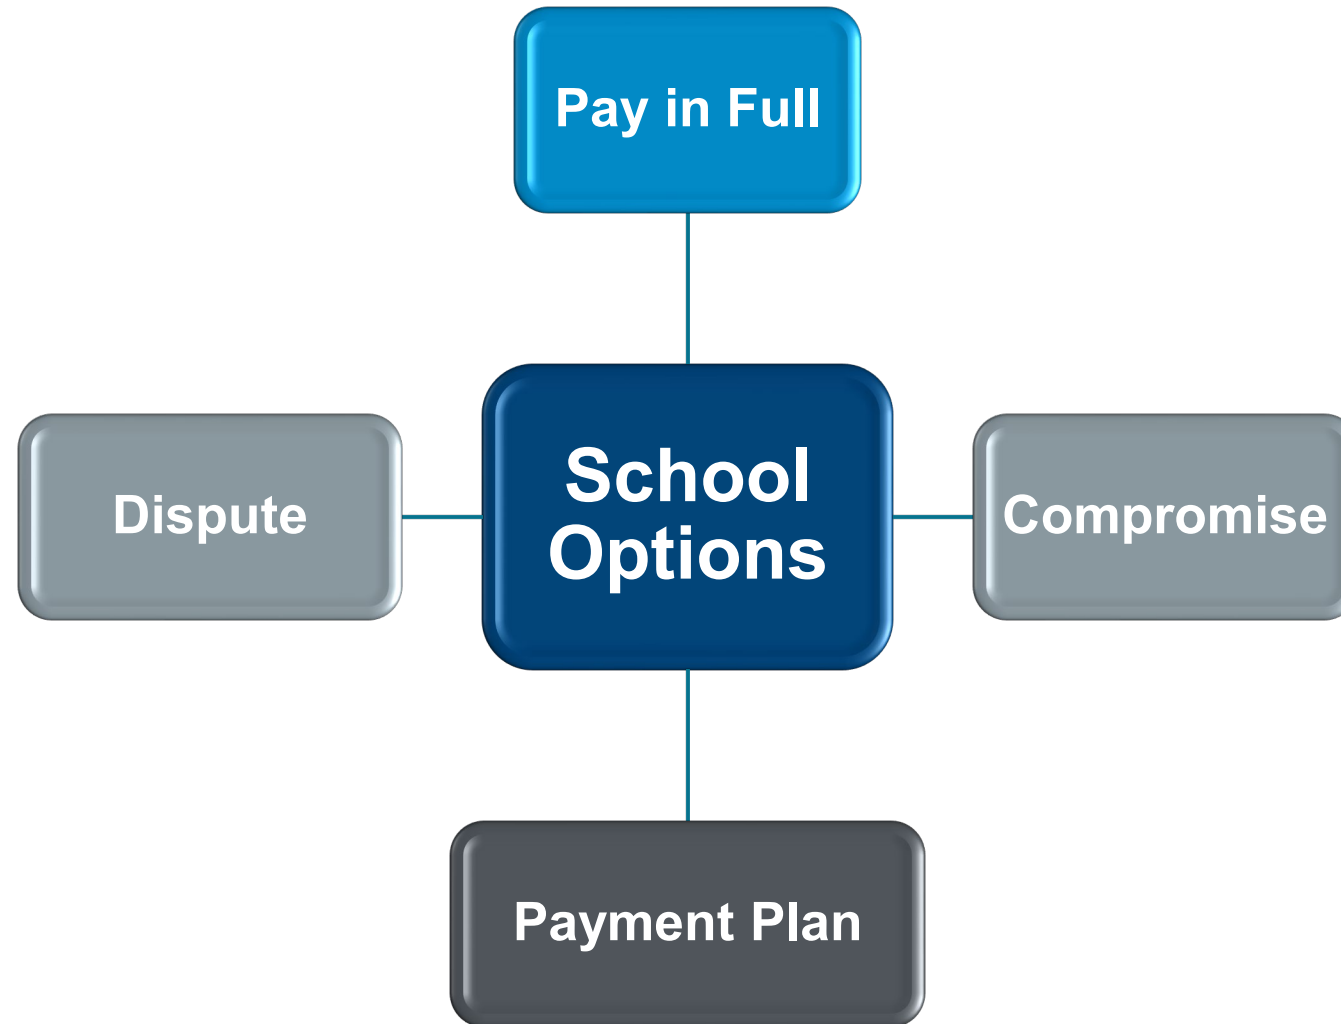 Pay in Full
Dispute
School
Options
Compromise
Payment Plan